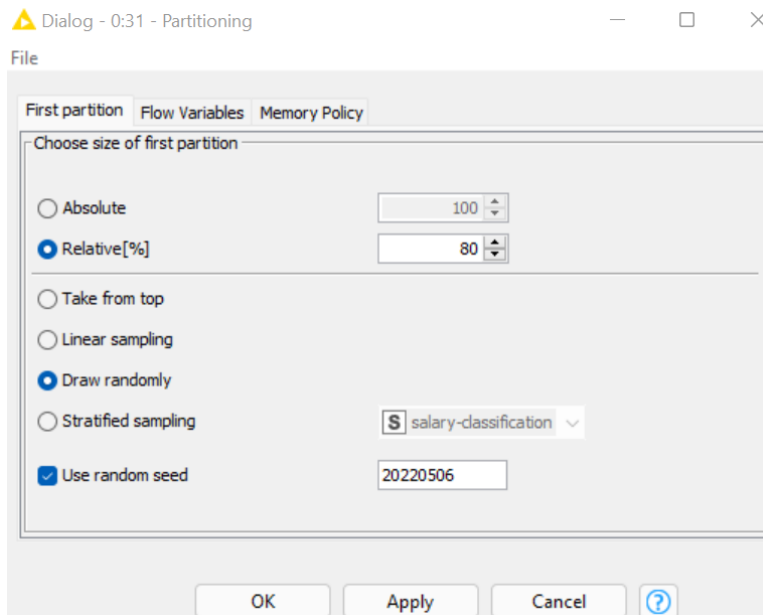 Dialog - 0:31 - Partitioning
File
First partition Flow Variables Memory Policy
Choose size of first partition
Absolute 100
Relative[%] 80
Take from top
Linear sampling
Draw randomly
Stratified sampling S salary-classification
Use random seed 20220506
OK Apply Cancel ?